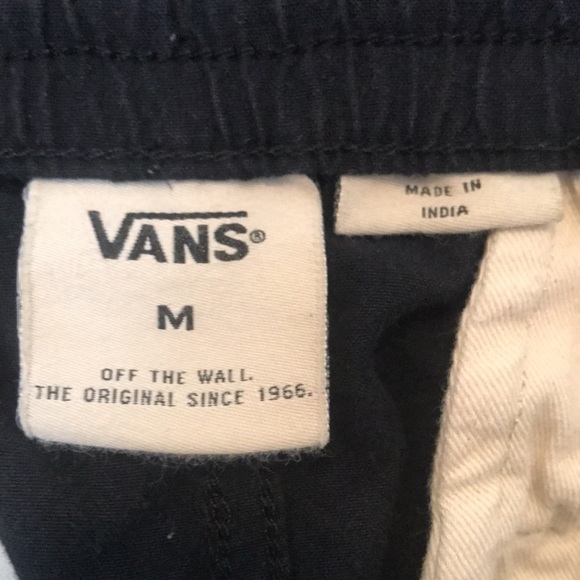 VANS®
M
OFF THE WALL.
THE ORIGINAL SINCE 1966.
MADE IN
INDIA